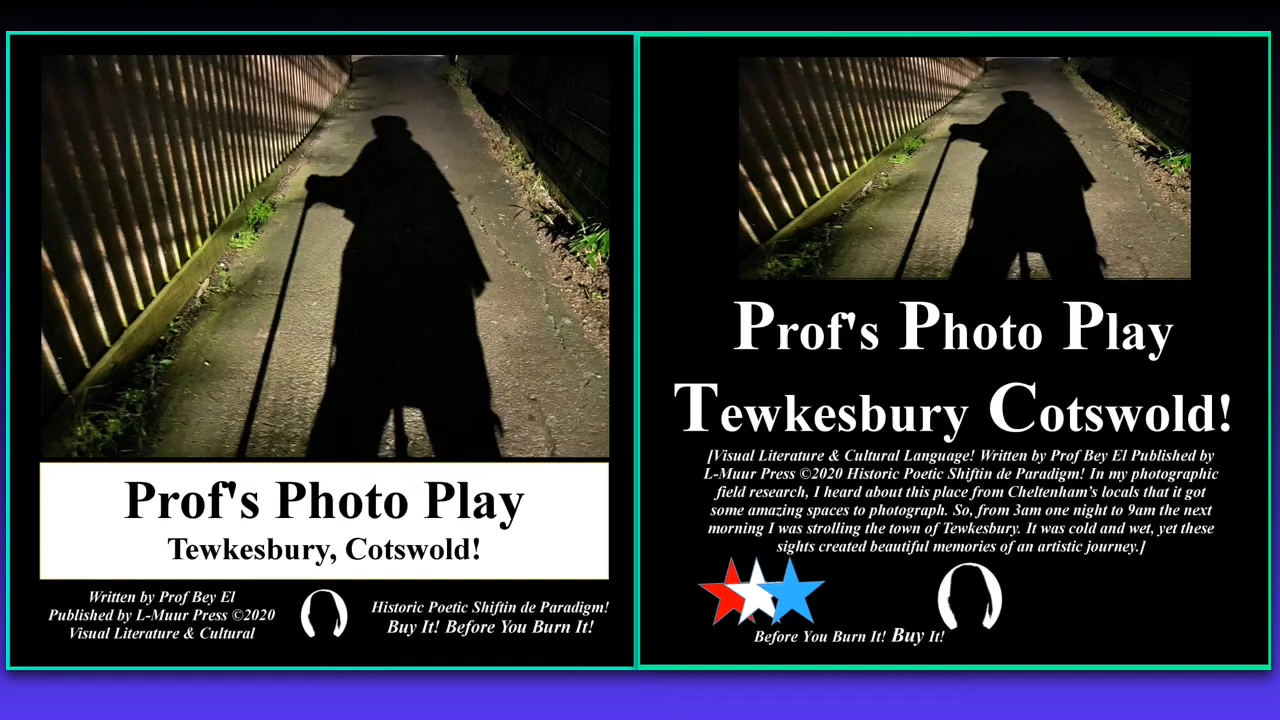 Prof's Photo Play
Tewkesbury, Cotswold!
Written by Prof Bey El
Published by L-Muur Press ©2020
Visual Literature & Cultural
Historic Poetic Shiftin de Paradigm!
Buy It! Before You Burn It!
Prof's Photo Play
Tewkesbury Cotswold!
[Visual Literature & Cultural Language! Written by Prof Bey El Published by
L-Muur Press ©2020 Historic Poetic Shiftin de Paradigm! In my photographic
field research, I heard about this place from Cheltenham’s locals that it got
some amazing spaces to photograph. So, from 3am one night to 9am the next
morning I was strolling the town of Tewkesbury. It was cold and wet, yet these
sights created beautiful memories of an artistic journey.]
Before You Burn It! Buy It!